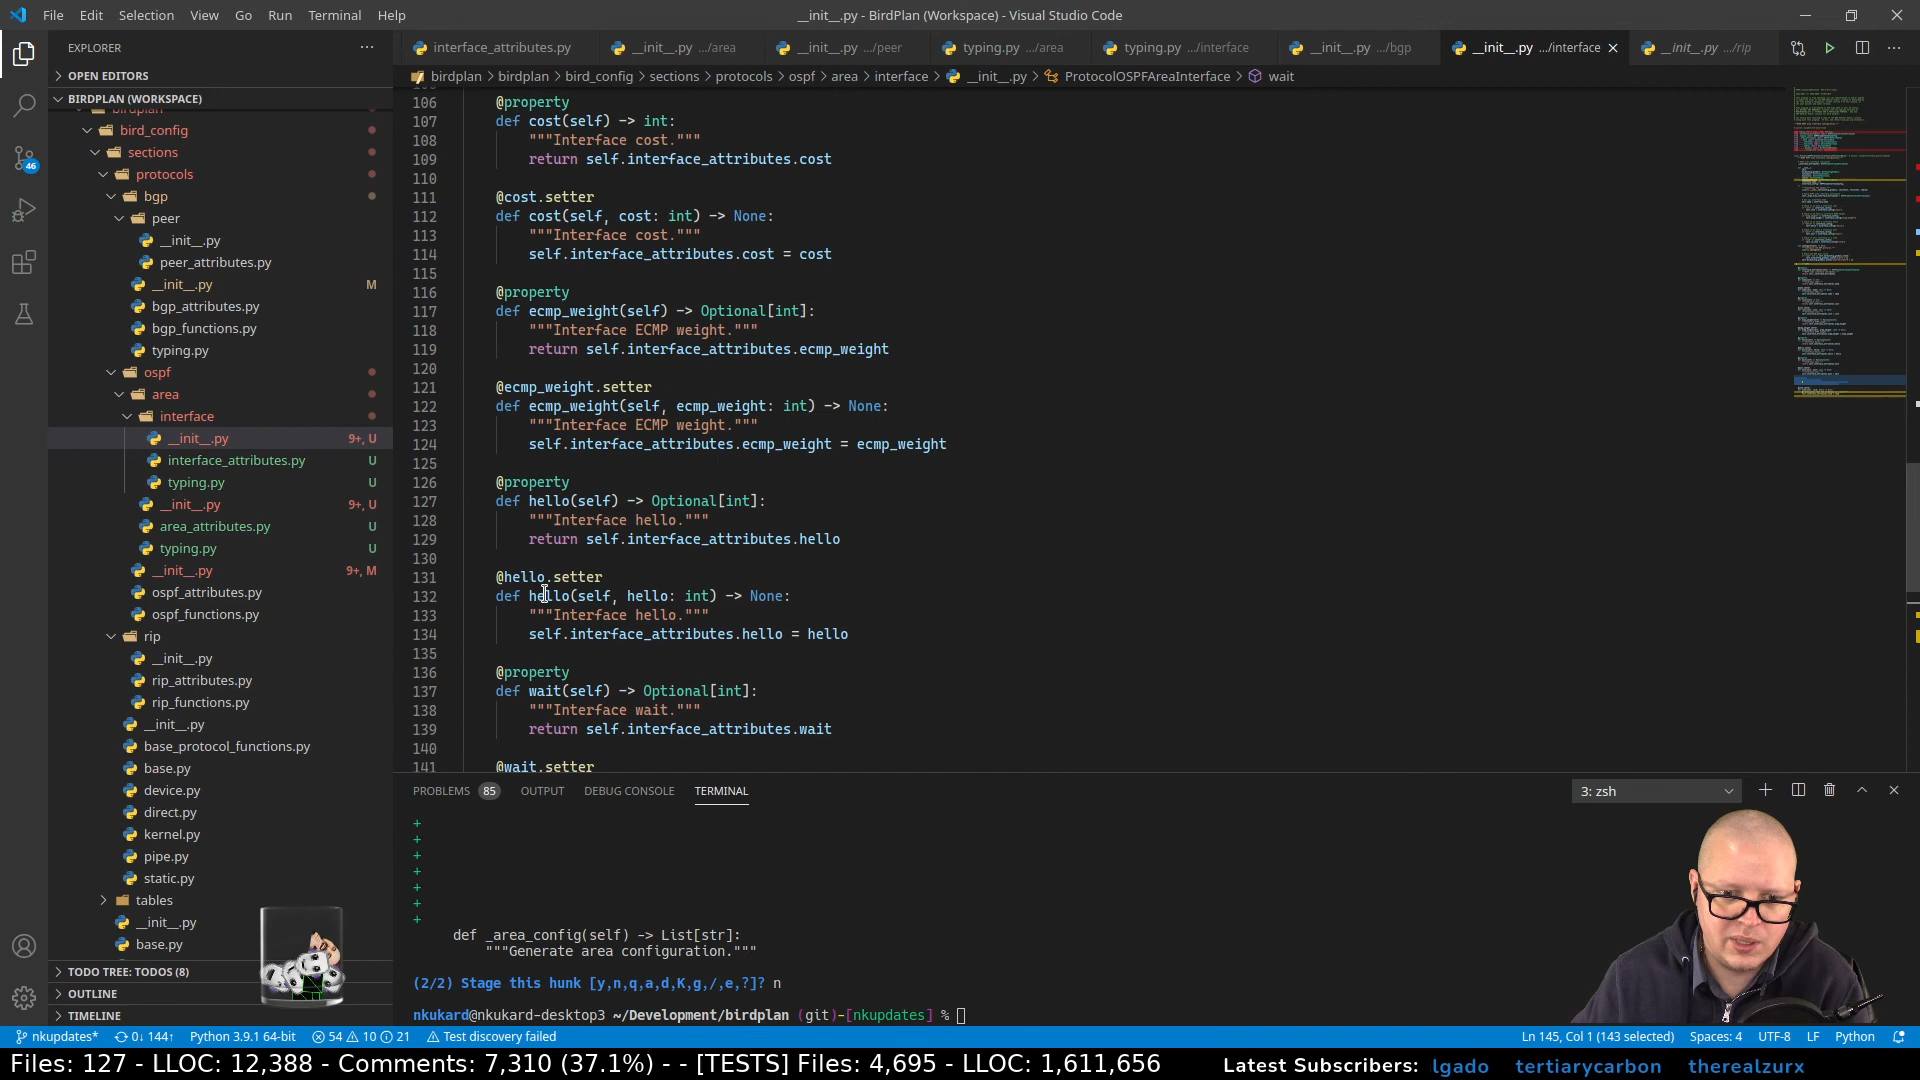 File Edit Selection View Go Run Terminal Help
__init__.py - BirdPlan (Workspace) - Visual Studio Code
EXPLORER
OPEN EDITORS
BIRDPLAN (WORKSPACE)
birdplan
bird_config
sections
protocols
bgp
peer
__init__.py
peer_attributes.py
__init__.py M
bgp_attributes.py
bgp_functions.py
typing.py
ospf
area
interface
__init__.py 9+, U
interface_attributes.py U
typing.py U
__init__.py 9+, U
area_attributes.py U
typing.py U
__init__.py 9+, M
ospf_attributes.py
ospf_functions.py
rip
__init__.py
rip_attributes.py
rip_functions.py
__init__.py
base_protocol_functions.py
base.py
device.py
direct.py
kernel.py
pipe.py
static.py
tables
__init__.py
base.py
TODO TREE: TODOS (8)
OUTLINE
TIMELINE
46
interface_attributes.py __init__.py .../area __init__.py .../peer typing.py .../area typing.py .../interface __init__.py .../bgp __init__.py .../interface __init__.py .../rip
birdplan > birdplan > bird_config > sections > protocols > ospf > area > interface > __init__.py > ProtocolOSPFAreaInterface > wait
106 @property
107 def cost(self) -> int:
108 """Interface cost."""
109 return self.interface_attributes.cost
110
111 @cost.setter
112 def cost(self, cost: int) -> None:
113 """Interface cost."""
114 self.interface_attributes.cost = cost
115
116 @property
117 def ecmp_weight(self) -> Optional[int]:
118 """Interface ECMP weight."""
119 return self.interface_attributes.ecmp_weight
120
121 @ecmp_weight.setter
122 def ecmp_weight(self, ecmp_weight: int) -> None:
123 """Interface ECMP weight."""
124 self.interface_attributes.ecmp_weight = ecmp_weight
125
126 @property
127 def hello(self) -> Optional[int]:
128 """Interface hello."""
129 return self.interface_attributes.hello
130
131 @hello.setter
132 def hello(self, hello: int) -> None:
133 """Interface hello."""
134 self.interface_attributes.hello = hello
135
136 @property
137 def wait(self) -> Optional[int]:
138 """Interface wait."""
139 return self.interface_attributes.wait
140
141 @wait.setter
PROBLEMS 85 OUTPUT DEBUG CONSOLE TERMINAL 3: zsh
+
+
+
+
+
+
+
def _area_config(self) -> List[str]:
"""Generate area configuration."""
(2/2) Stage this hunk [y,n,q,a,d,K,g,/,e,?]? n
nkukard@nkukard-desktop3 ~/Development/birdplan (git)-[nkupdates] %
nkupdates* 0↓ 144↑ Python 3.9.1 64-bit 54 10 21 Test discovery failed Ln 145, Col 1 (143 selected) Spaces: 4 UTF-8 LF Python
Files: 127 - LLOC: 12,388 - Comments: 7,310 (37.1%) - - [TESTS] Files: 4,695 - LLOC: 1,611,656 Latest Subscribers: lgado tertiarycarbon therealzurx